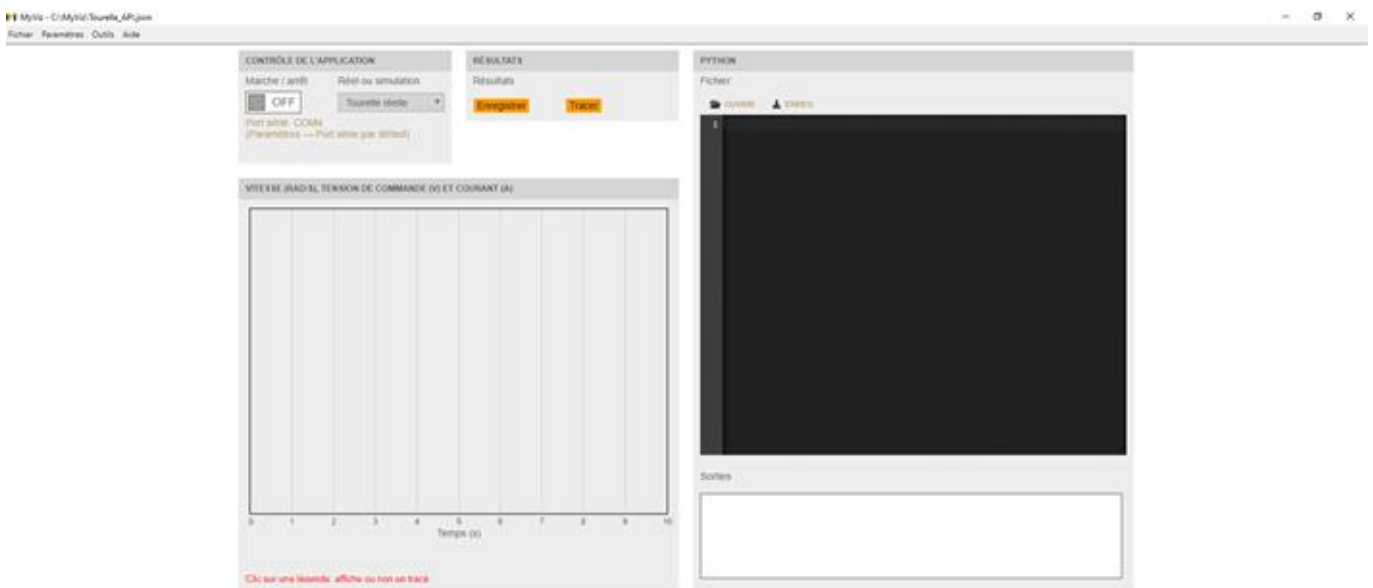 MyViz - C:\MyViz\Tourelle_API.json
Fichier Paramètres Outils Aide
CONTRÔLE DE L'APPLICATION
Marche / arrêt Réel ou simulation
OFF Tourelle réelle
Port série: COM4
(Paramètres → Port série par défaut)
RÉSULTATS
Résultats
Enregistrer Tracer
VITESSE (RAD/S), TENSION DE COMMANDE (V) ET COURANT (A)
0 1 2 3 4 5 6 7 8 9 10
Temps (s)
Clic sur une légende: affiche ou non un tracé
PYTHON
Fichier
OUVRIR
1
Sorties